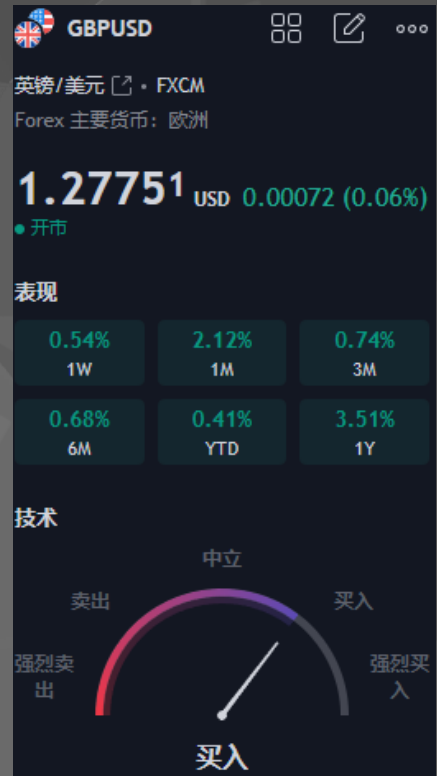 GBPUSD
英镑/美元 • FXCM
Forex 主要货币：欧洲
1.27751 USD 0.00072 (0.06%)
开市
表现
0.54% 2.12% 0.74%
1W 1M 3M
0.68% 0.41% 3.51%
6M YTD 1Y
技术
中立
卖出 买入
强烈卖 强烈买
出 入
买入